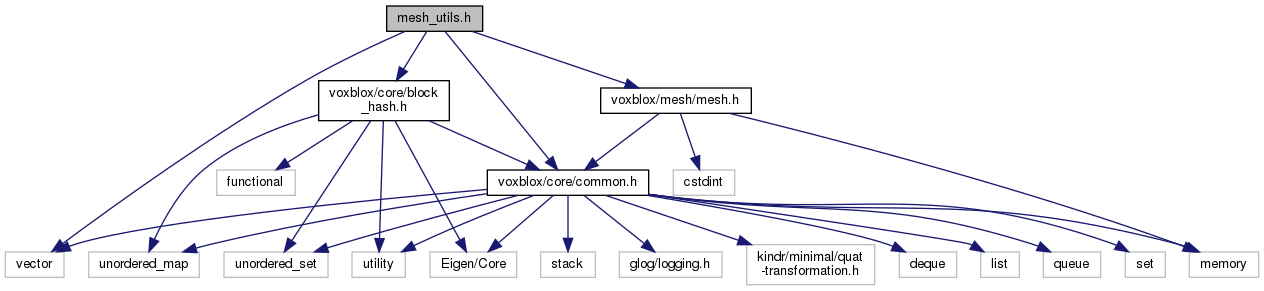 mesh_utils.h
voxblox/core/block
_hash.h
voxblox/mesh/mesh.h
functional
voxblox/core/common.h
cstdint
vector
unordered_map
unordered_set
utility
Eigen/Core
stack
glog/logging.h
kindr/minimal/quat
-transformation.h
deque
list
queue
set
memory